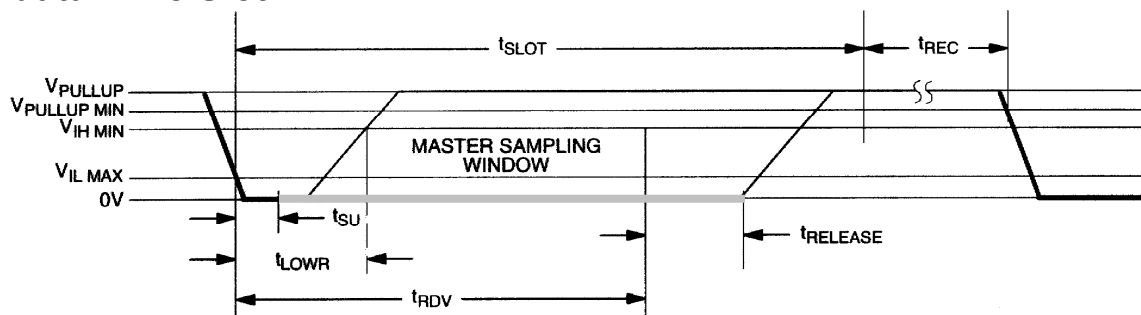 tSLOT
tREC
VPULLUP
VPULLUP MIN
VIH MIN
MASTER SAMPLING
WINDOW
VIL MAX
0V
tSU
tRELEASE
tLOWR
tRDV